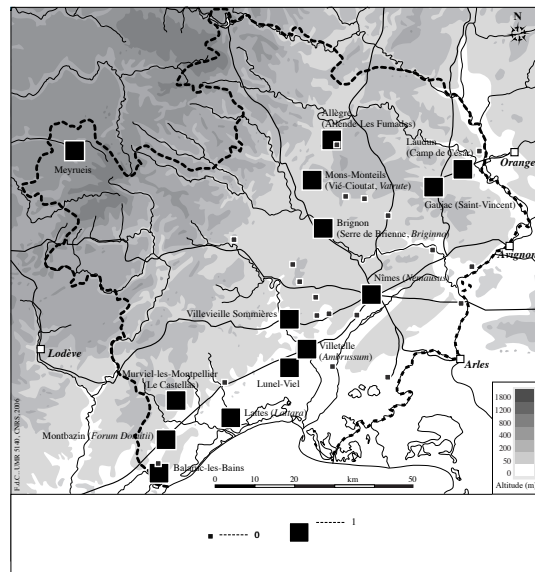 N
Allègre
(Allende-Les Fumades)
Laudun
(Camp de César)
Orange
Meyrueis
Mons-Monteils
(Vié-Cioutat, Vatrute)
Gaujac (Saint-Vincent)
Brignon
(Serre de Brienne, Briginno)
Avignon
Nîmes (Nemausus)
Villevieille Sommières
Villetelle
(Ambrussum)
Lodève
Arles
Murviel-les-Montpellier
(Le Castellas)
Lunel-Viel
Lattes (Lattara)
Montbazin (Forum Domitii)
Balaruc-les-Bains
1800
1200
800
400
200
50
0
Altitude (m)
0 10 20 km 50
F.d.C., UMR 5140, CNRS, 2006
0
1